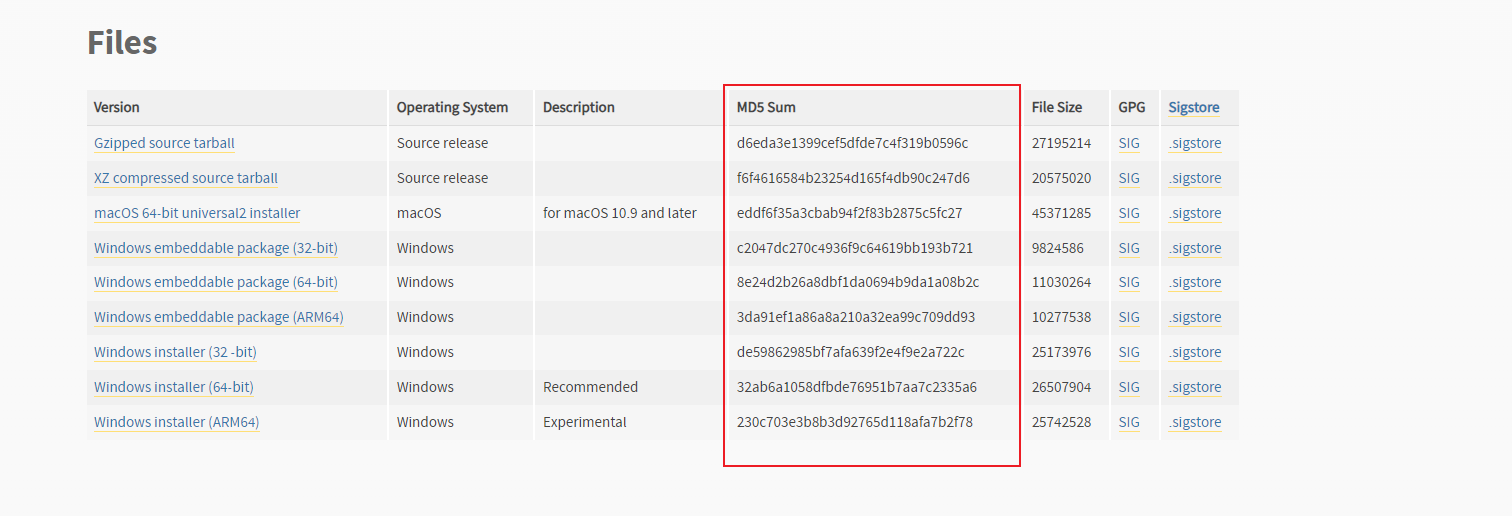 Files
Version Operating System Description MD5 Sum File Size GPG Sigstore
Gzipped source tarball Source release d6eda3e1399cef5dfde7c4f319b0596c 27195214 SIG .sigstore
XZ compressed source tarball Source release f6f4616584b23254d165f4db90c247d6 20575020 SIG .sigstore
macOS 64-bit universal2 installer macOS for macOS 10.9 and later eddf6f35a3cbab94f2f83b2875c5fc27 45371285 SIG .sigstore
Windows embeddable package (32-bit) Windows c2047dc270c4936f9c64619bb193b721 9824586 SIG .sigstore
Windows embeddable package (64-bit) Windows 8e24d2b26a8dbf1da0694b9da1a08b2c 11030264 SIG .sigstore
Windows embeddable package (ARM64) Windows 3da91ef1a86a8a210a32ea99c709dd93 10277538 SIG .sigstore
Windows installer (32 -bit) Windows de59862985bf7afa639f2e4f9e2a722c 25173976 SIG .sigstore
Windows installer (64-bit) Windows Recommended 32ab6a1058dfbde76951b7aa7c2335a6 26507904 SIG .sigstore
Windows installer (ARM64) Windows Experimental 230c703e3b8b3d92765d118afa7b2f78 25742528 SIG .sigstore